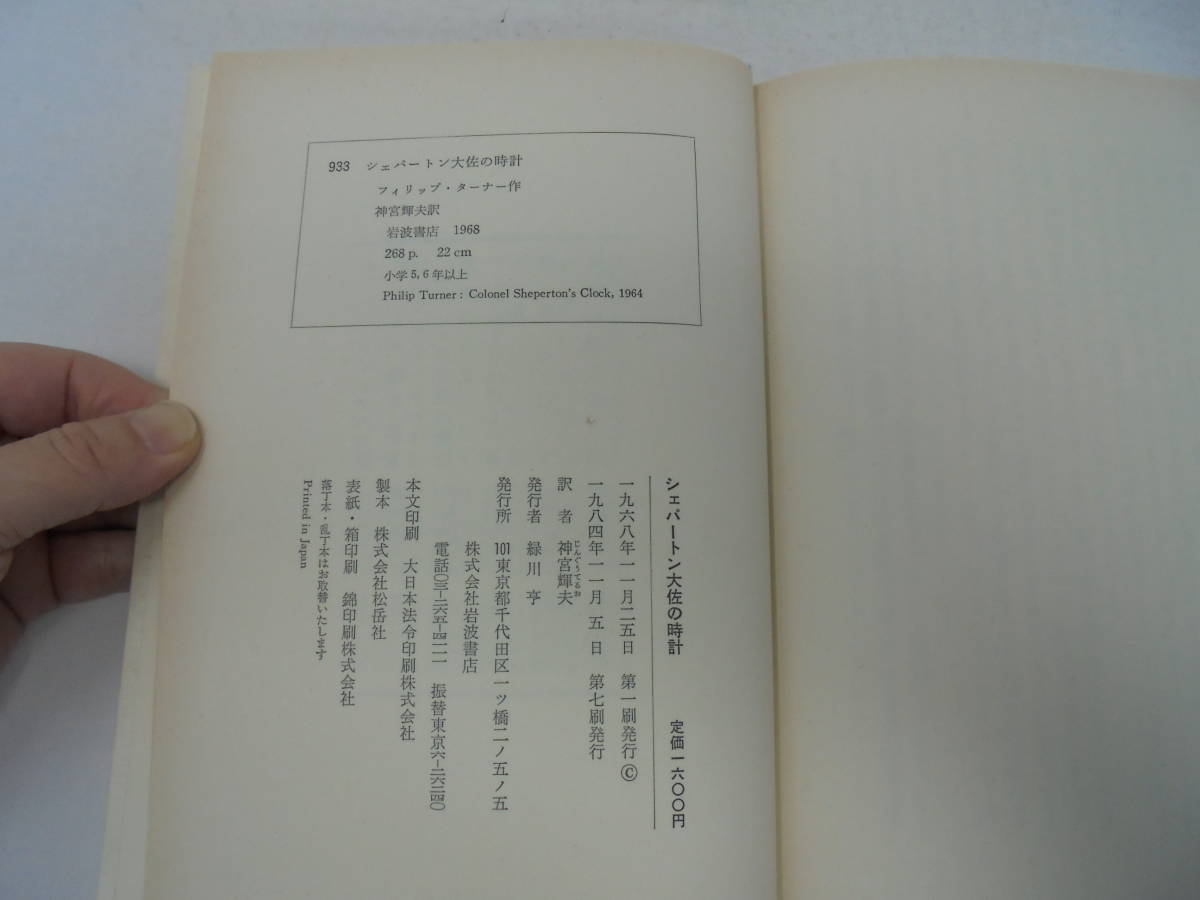 933 シェパートン大佐の時計
フィリップ・ターナー作
神宮輝夫訳
岩波書店 1968
268 p. 22 cm
小学5,6年以上
Philip Turner: Colonel Sheperton's Clock, 1964
シェパートン大佐の時計 定価一六〇〇円
一九六八年一一月二五日 第一刷発行 ©
一九八四年一一月 五 日 第七刷発行
訳 者 神宮輝夫
じんぐうてるお
発行者 緑川 亨
発行所 101東京都千代田区一ッ橋二ノ五ノ五
株式会社岩波書店
電話〇三-二六五-四一一一 振替東京六-二六二四〇
本文印刷 大日本法令印刷株式会社
製本 株式会社松岳社
表紙・箱印刷 錦印刷株式会社
落丁本・乱丁本はお取替いたします
Printed in Japan